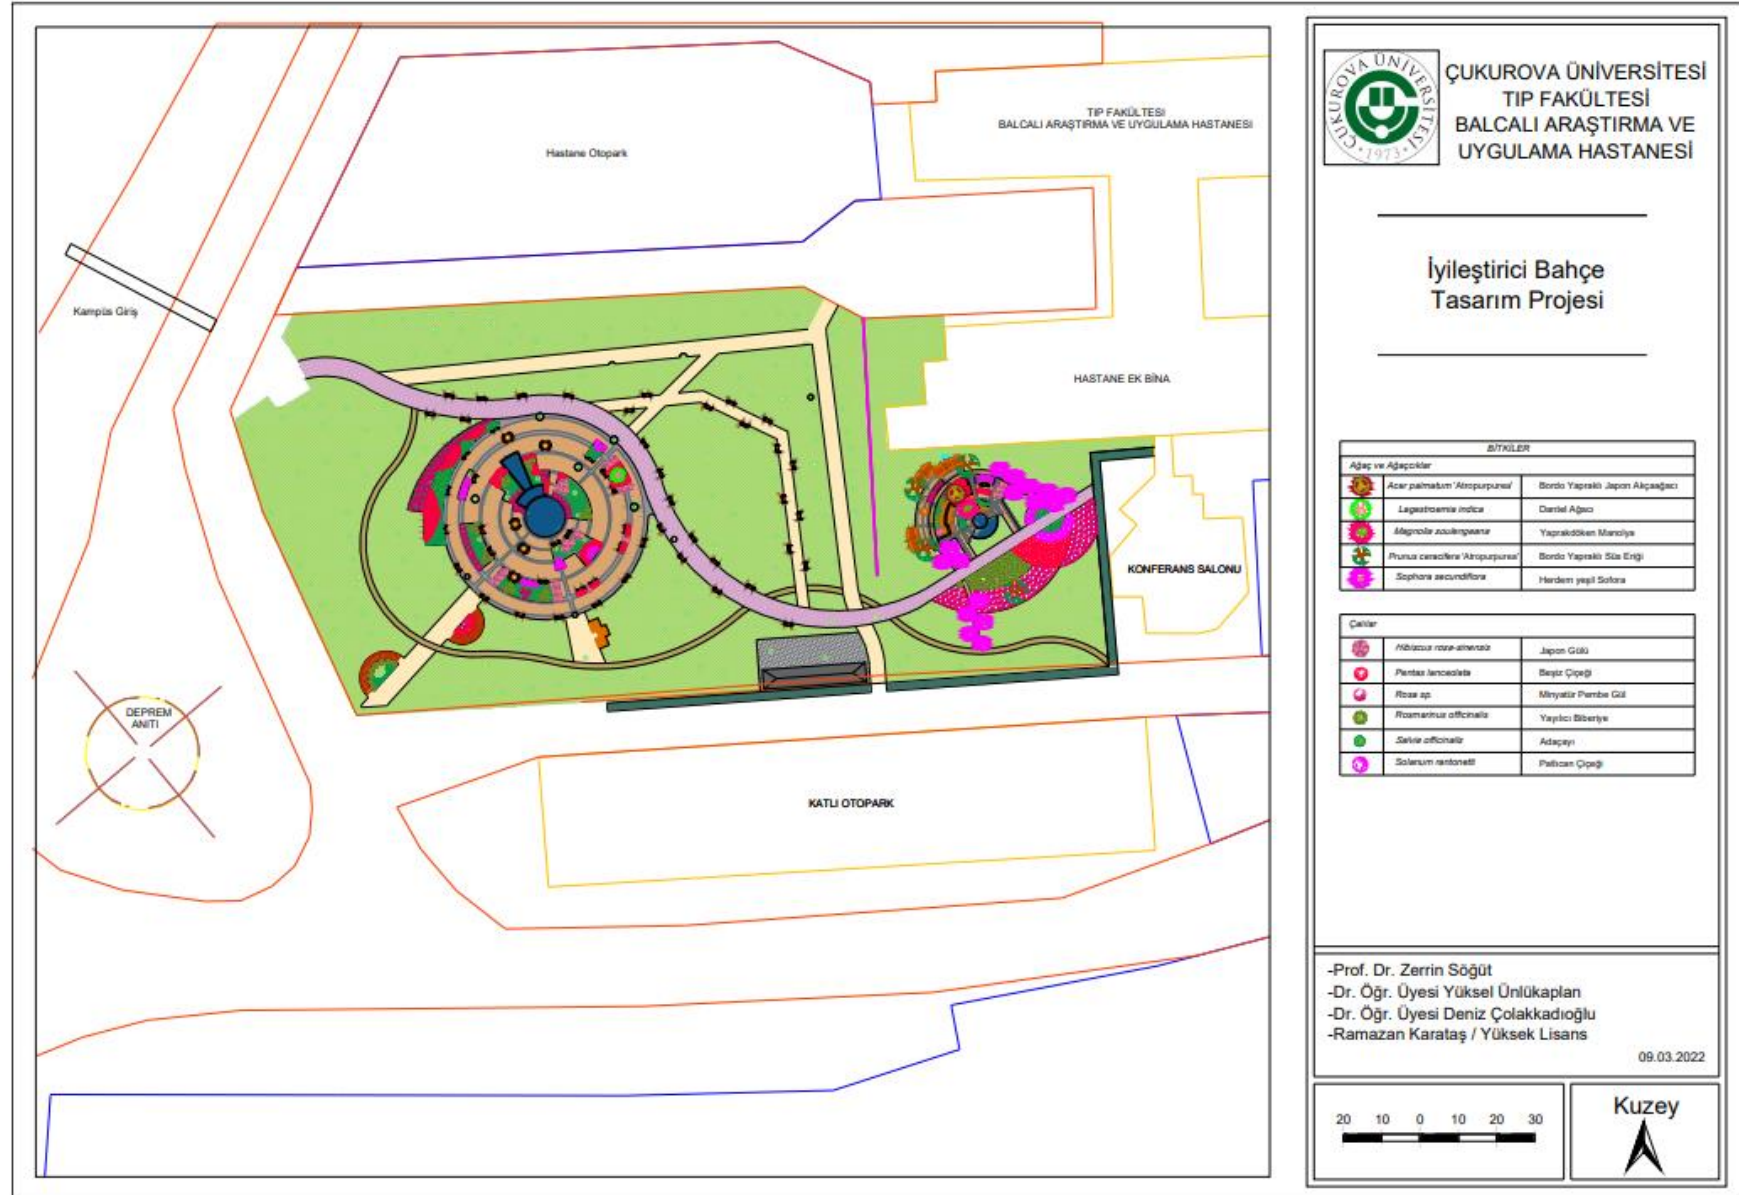 TIP FAKÜLTESİ
BALCALI ARAŞTIRMA VE UYGULAMA HASTANESİ
Hastane Otopark
Kampüs Giriş
HASTANE EK BİNA
KONFERANS SALONU
DEPREM
ANITI
KATLI OTOPARK
ÇUKUROVA ÜNİVERSİTESİ
1973
ÇUKUROVA ÜNİVERSİTESİ
TIP FAKÜLTESİ
BALCALI ARAŞTIRMA VE
UYGULAMA HASTANESİ
İyileştirici Bahçe
Tasarım Projesi
BİTKİLER
Ağaç ve Ağaççıklar
Acer palmatum 'Atropurpurea' Bordo Yapraklı Japon Akçaağacı
Lagestroemia indica Dantel Ağacı
Magnolia soulengeana Yaprakdöken Manolya
Prunus ceracifera 'Atropurpurea' Bordo Yapraklı Süs Eriği
Sophora secundiflora Herdem yeşil Sofora
Çalılar
Hibiscus rosa-sinensis Japon Gülü
Pentas lanceolata Beşiz Çiçeği
Rosa sp. Minyatür Pembe Gül
Rosmarinus officinalis Yayılıcı Biberiye
Salvia officinalis Adaçayı
Solanum rantonetii Patlıcan Çiçeği
-Prof. Dr. Zerrin Söğüt
-Dr. Öğr. Üyesi Yüksel Ünlükaplan
-Dr. Öğr. Üyesi Deniz Çolakkadıoğlu
-Ramazan Karataş / Yüksek Lisans
09.03.2022
20 10 0 10 20 30
Kuzey